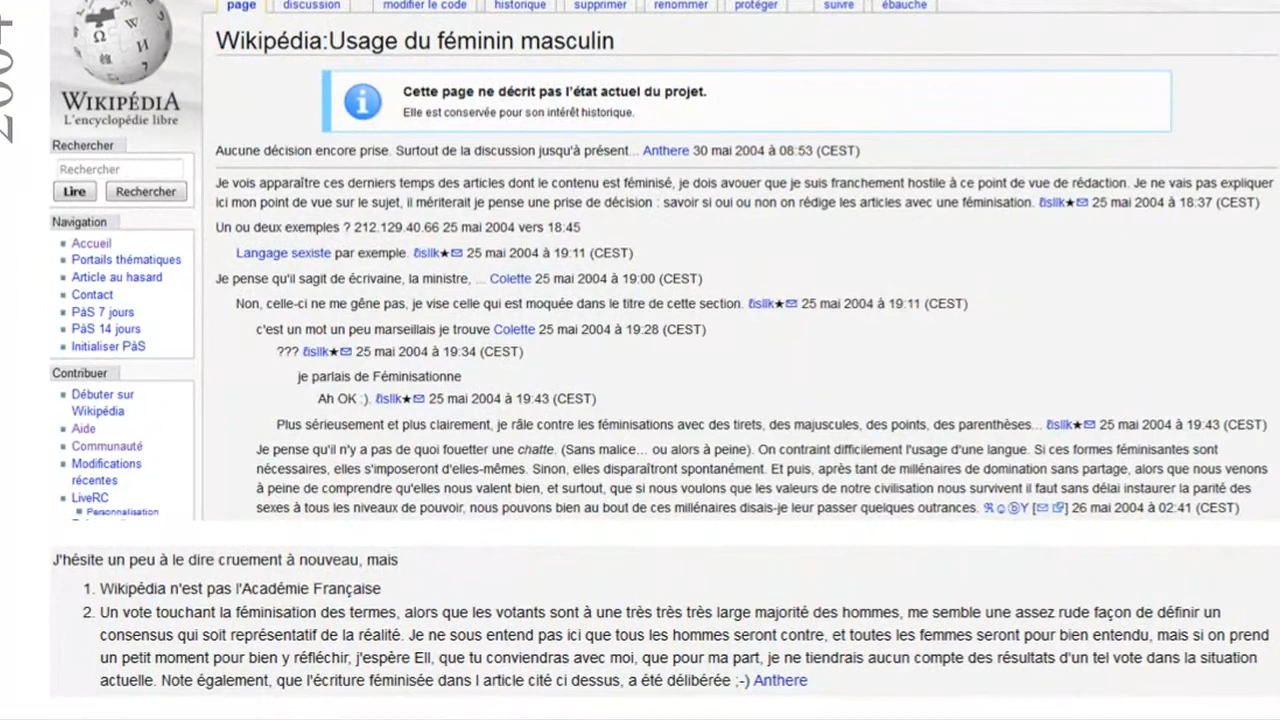 2004
page discussion modifier le code historique supprimer renommer protéger suivre ébauche
WIKIPÉDIA
L'encyclopédie libre
Rechercher
Rechercher
Lire Rechercher
Navigation
Accueil
Portails thématiques
Article au hasard
Contact
PàS 7 jours
PàS 14 jours
Initialiser PàS
Contribuer
Débuter sur
Wikipédia
Aide
Communauté
Modifications
récentes
LiveRC
Personnalisation
Wikipédia:Usage du féminin masculin
Cette page ne décrit pas l'état actuel du projet.
Elle est conservée pour son intérêt historique.
Aucune décision encore prise. Surtout de la discussion jusqu'à présent... Anthere 30 mai 2004 à 08:53 (CEST)
Je vois apparaître ces derniers temps des articles dont le contenu est féminisé, je dois avouer que je suis franchement hostile à ce point de vue de rédaction. Je ne vais pas expliquer
ici mon point de vue sur le sujet, il mériterait je pense une prise de décision : savoir si oui ou non on rédige les articles avec une féminisation. ★✉ 25 mai 2004 à 18:37 (CEST)
Un ou deux exemples ? 212.129.40.66 25 mai 2004 vers 18:45
Langage sexiste par exemple. ★✉ 25 mai 2004 à 19:11 (CEST)
Je pense qu'il sagit de écrivaine, la ministre, ... Colette 25 mai 2004 à 19:00 (CEST)
Non, celle-ci ne me gêne pas, je vise celle qui est moquée dans le titre de cette section. ★✉ 25 mai 2004 à 19:11 (CEST)
c'est un mot un peu marseillais je trouve Colette 25 mai 2004 à 19:28 (CEST)
??? ★✉ 25 mai 2004 à 19:34 (CEST)
je parlais de Féminisationne
Ah OK :). ★✉ 25 mai 2004 à 19:43 (CEST)
Plus sérieusement et plus clairement, je râle contre les féminisations avec des tirets, des majuscules, des points, des parenthèses... ★✉ 25 mai 2004 à 19:43 (CEST)
Je pense qu'il n'y a pas de quoi fouetter une chatte. (Sans malice... ou alors à peine). On contraint difficilement l'usage d'une langue. Si ces formes féminisantes sont
nécessaires, elles s'imposeront d'elles-mêmes. Sinon, elles disparaîtront spontanément. Et puis, après tant de millénaires de domination sans partage, alors que nous venons
à peine de comprendre qu'elles nous valent bien, et surtout, que si nous voulons que les valeurs de notre civilisation nous survivent il faut sans délai instaurer la parité des
sexes à tous les niveaux de pouvoir, nous pouvons bien au bout de ces millénaires disais-je leur passer quelques outrances. ℜ☺ⒷY [✉] 26 mai 2004 à 02:41 (CEST)
J'hésite un peu à le dire cruement à nouveau, mais
1. Wikipédia n'est pas l'Académie Française
2. Un vote touchant la féminisation des termes, alors que les votants sont à une très très très large majorité des hommes, me semble une assez rude façon de définir un
consensus qui soit représentatif de la réalité. Je ne sous entend pas ici que tous les hommes seront contre, et toutes les femmes seront pour bien entendu, mais si on prend
un petit moment pour bien y réfléchir, j'espère Ell, que tu conviendras avec moi, que pour ma part, je ne tiendrais aucun compte des résultats d'un tel vote dans la situation
actuelle. Note également, que l'écriture féminisée dans l article cité ci dessus, a été délibérée ;-) Anthere